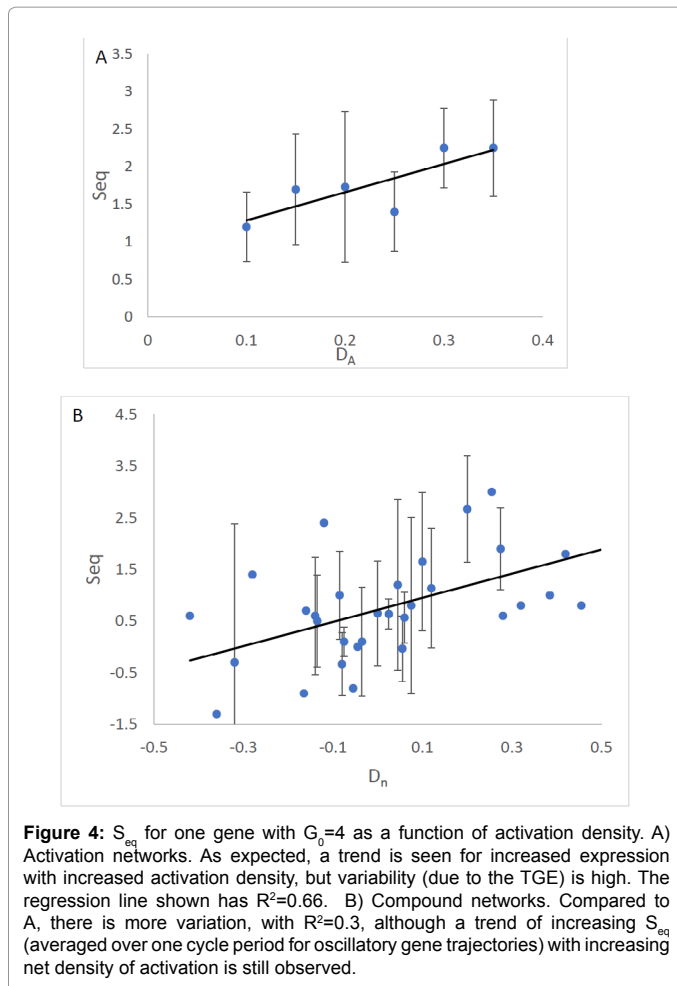 A
3.5
3
2.5
2
1.5
1
0.5
0
Seq
0
0.1
0.2
0.3
0.4
D_A
B
4.5
3.5
2.5
1.5
0.5
-0.5
-1.5
Seq
-0.5
-0.3
-0.1
0.1
0.3
0.5
D_n
Figure 4: S_eq for one gene with G_0=4 as a function of activation density. A)
Activation networks. As expected, a trend is seen for increased expression
with increased activation density, but variability (due to the TGE) is high. The
regression line shown has R²=0.66. B) Compound networks. Compared to
A, there is more variation, with R²=0.3, although a trend of increasing S_eq
(averaged over one cycle period for oscillatory gene trajectories) with increasing
net density of activation is still observed.